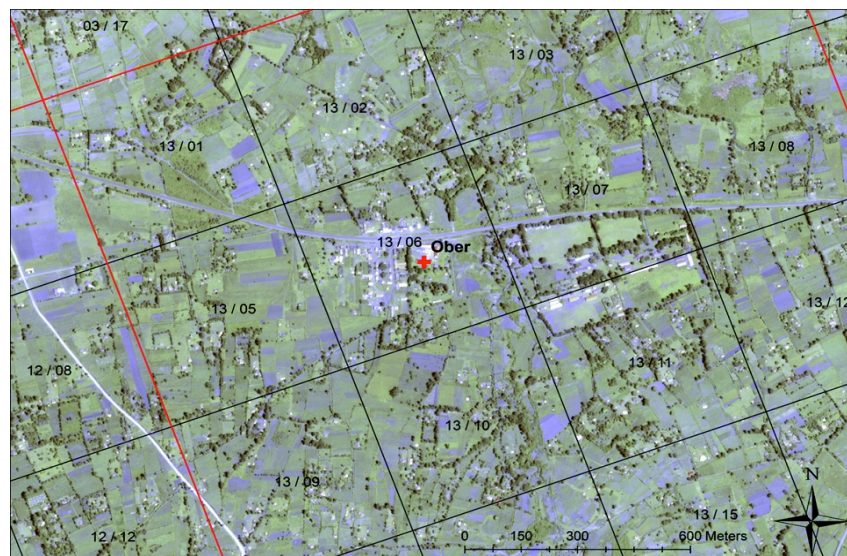 03 / 17
13 / 03
13 / 02
13 / 01
13 / 08
13 / 07
13 / 06
Ober
13 / 05
13 / 12
12 / 08
13 / 11
13 / 10
13 / 09
N
13 / 15
12 / 12
0 150 300 600 Meters